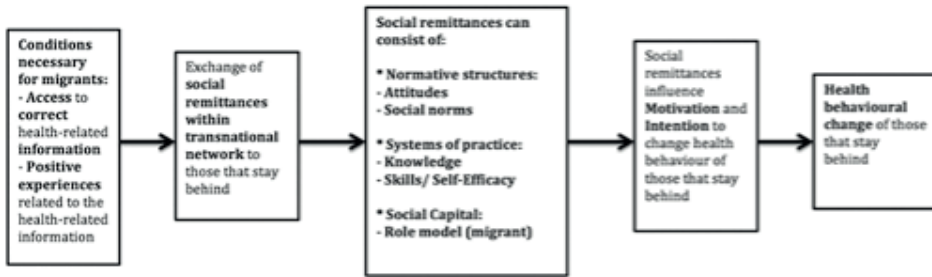 Conditions
necessary
for migrants:
- Access to
correct
health-related
information
- Positive
experiences
related to the
health-related
information
Exchange of
social
remittances
within
transnational
network to
those that stay
behind
Social remittances can
consist of:
* Normative structures:
- Attitudes
- Social norms
* Systems of practice:
- Knowledge
- Skills/ Self-Efficacy
* Social Capital:
- Role model (migrant)
Social
remittances
influence
Motivation and
Intention to
change health
behaviour of
those that stay
behind
Health
behavioural
change of those
that stay
behind